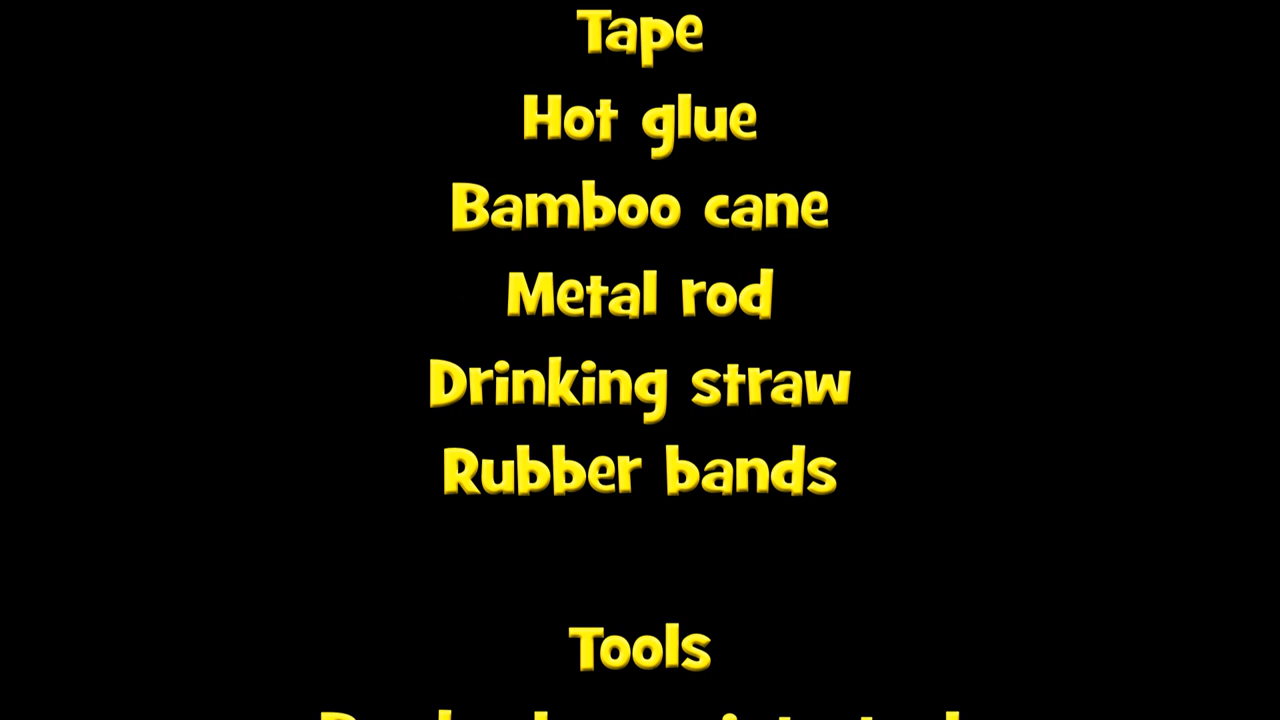 Tape
Hot glue
Bamboo cane
Metal rod
Drinking straw
Rubber bands
Tools